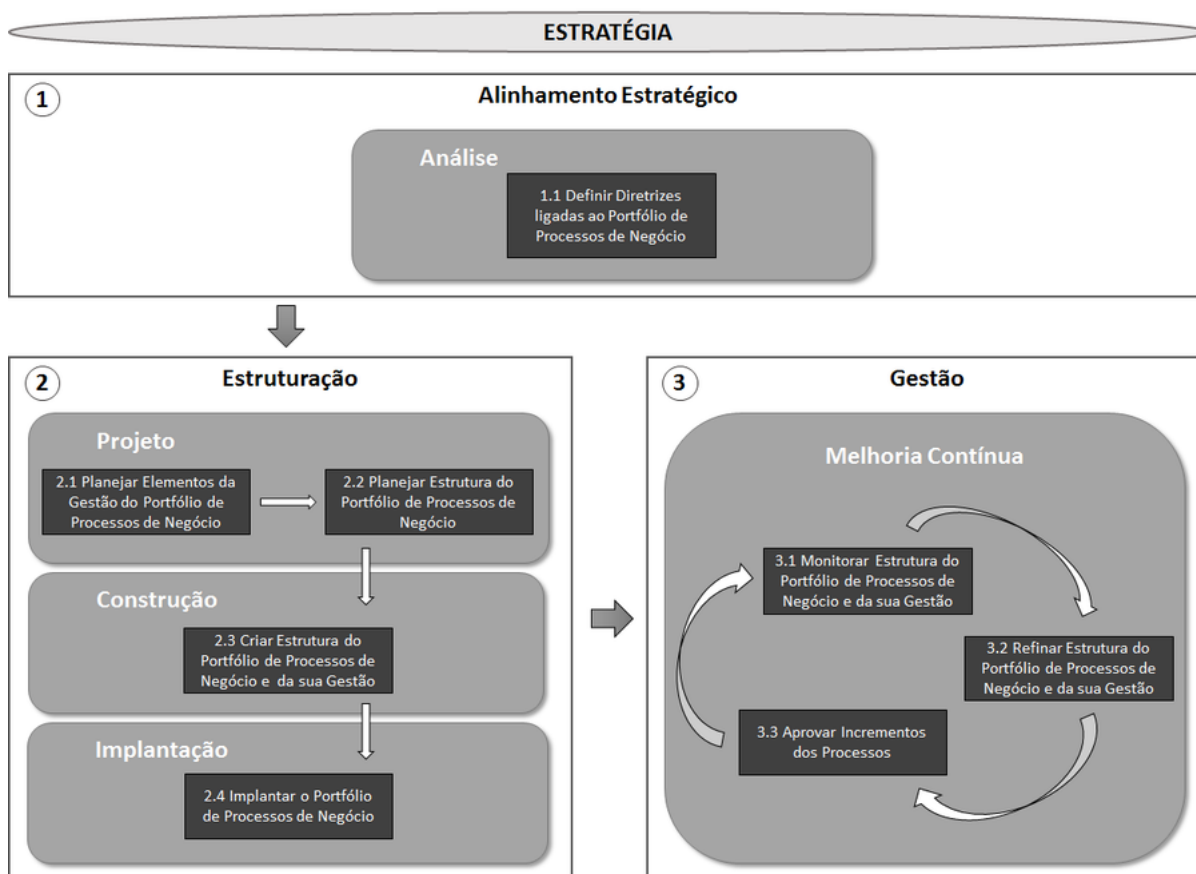 ESTRATÉGIA
1
Alinhamento Estratégico
Análise
1.1 Definir Diretrizes
ligadas ao Portfólio de
Processos de Negócio
2
Estruturação
Projeto
2.1 Planejar Elementos da
Gestão do Portfólio de
Processos de Negócio
2.2 Planejar Estrutura do
Portfólio de Processos de
Negócio
Construção
2.3 Criar Estrutura do
Portfólio de Processos de
Negócio e da sua Gestão
Implantação
2.4 Implantar o Portfólio
de Processos de Negócio
3
Gestão
Melhoria Contínua
3.1 Monitorar Estrutura do
Portfólio de Processos de
Negócio e da sua Gestão
3.2 Refinar Estrutura do
Portfólio de Processos de
Negócio e da sua Gestão
3.3 Aprovar Incrementos
dos Processos